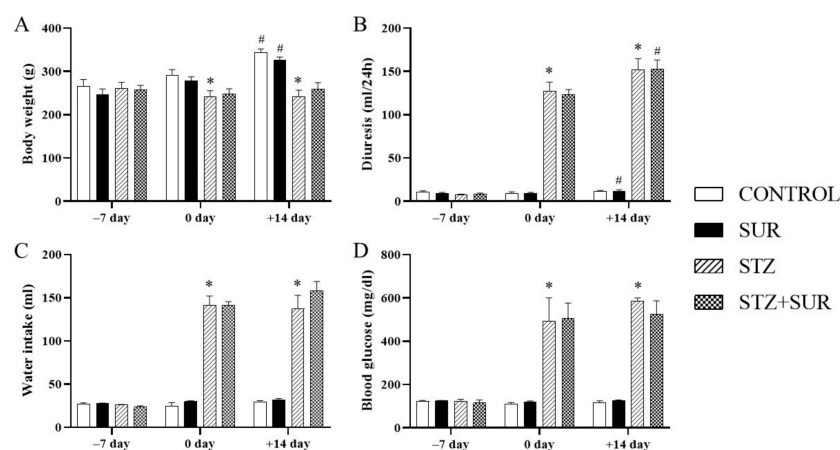 A
Body weight (g)
400
300
200
100
0
# #
* *
−7 day 0 day +14 day
B
Diuresis (ml/24h)
200
150
100
50
0
* * #
#
−7 day 0 day +14 day
C
Water intake (ml)
200
150
100
50
0
* *
−7 day 0 day +14 day
D
Blood glucose (mg/dl)
800
600
400
200
0
* *
−7 day 0 day +14 day
CONTROL
SUR
STZ
STZ+SUR